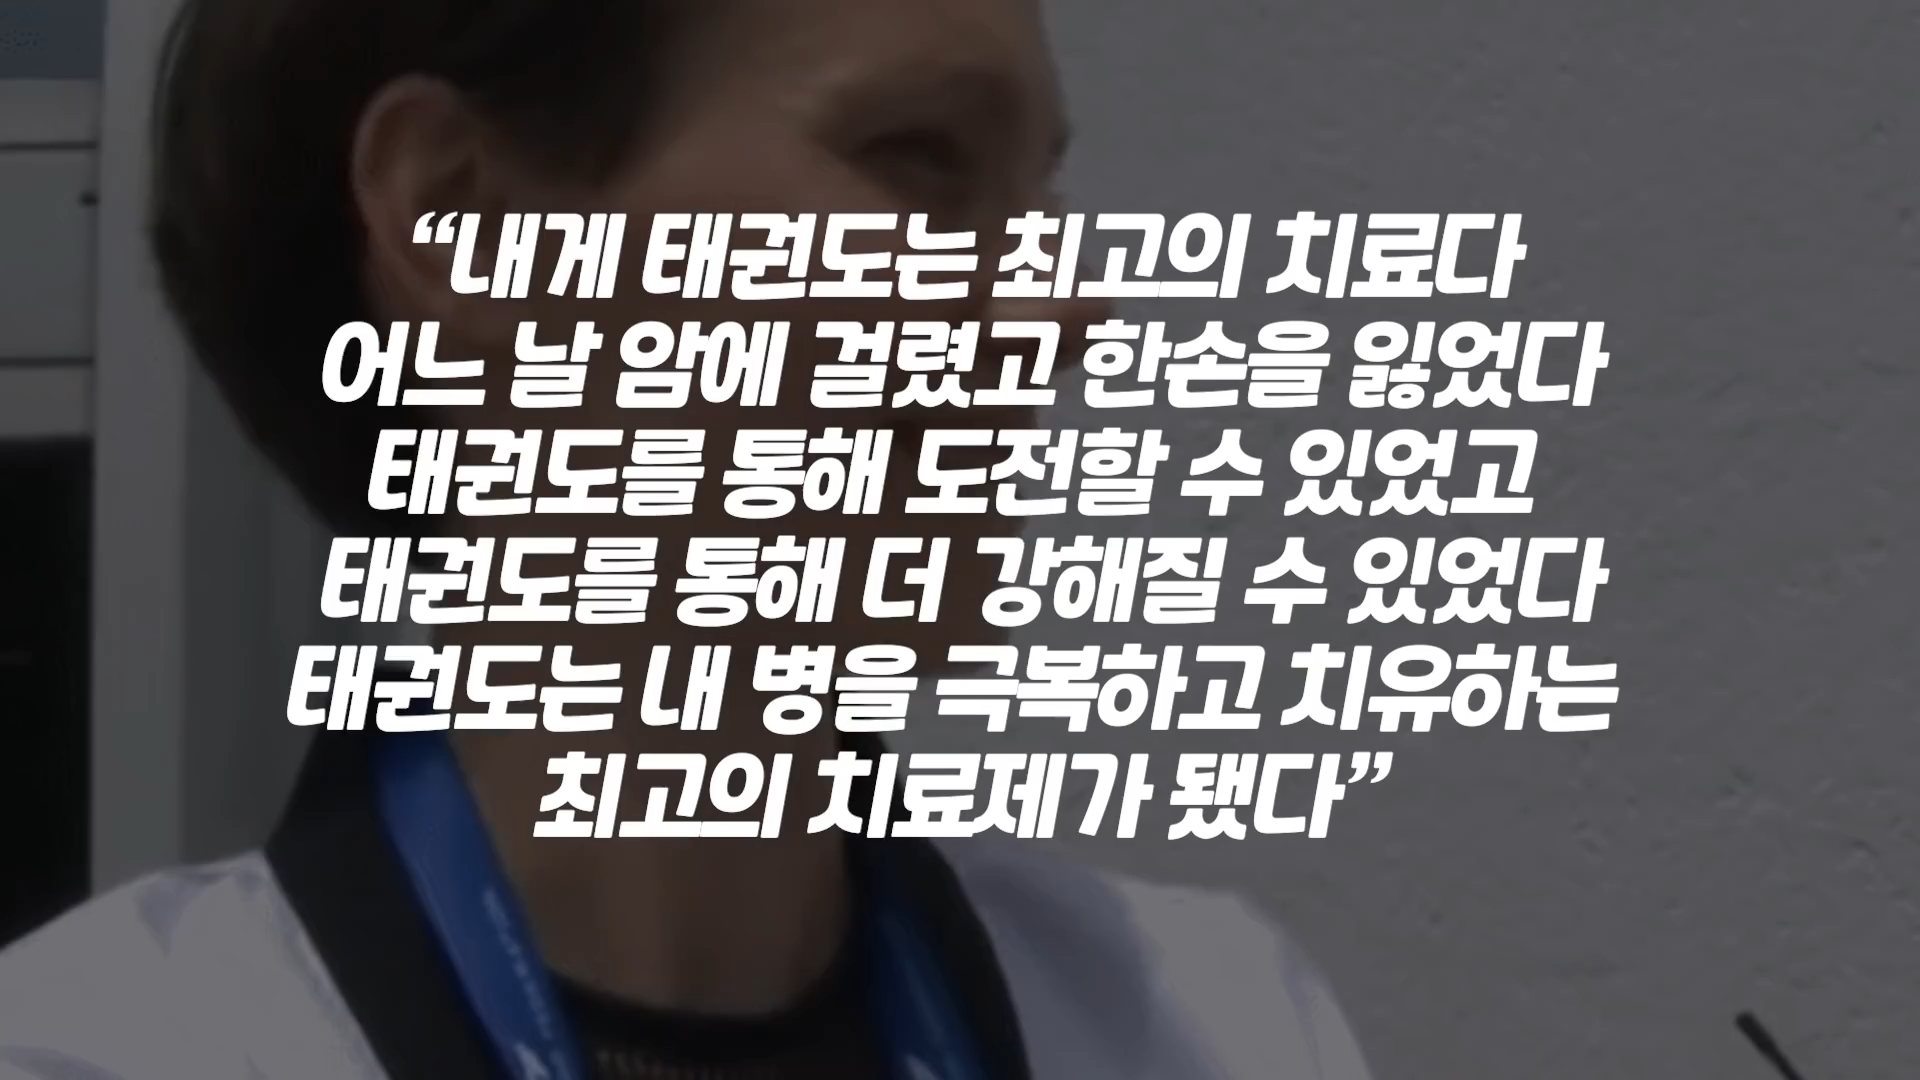 “내게 태권도는 최고의 치료다
어느 날 암에 걸렸고 한손을 잃었다
태권도를 통해 도전할 수 있었고
태권도를 통해 더 강해질 수 있었다
태권도는 내 병을 극복하고 치유하는
최고의 치료제가 됐다”